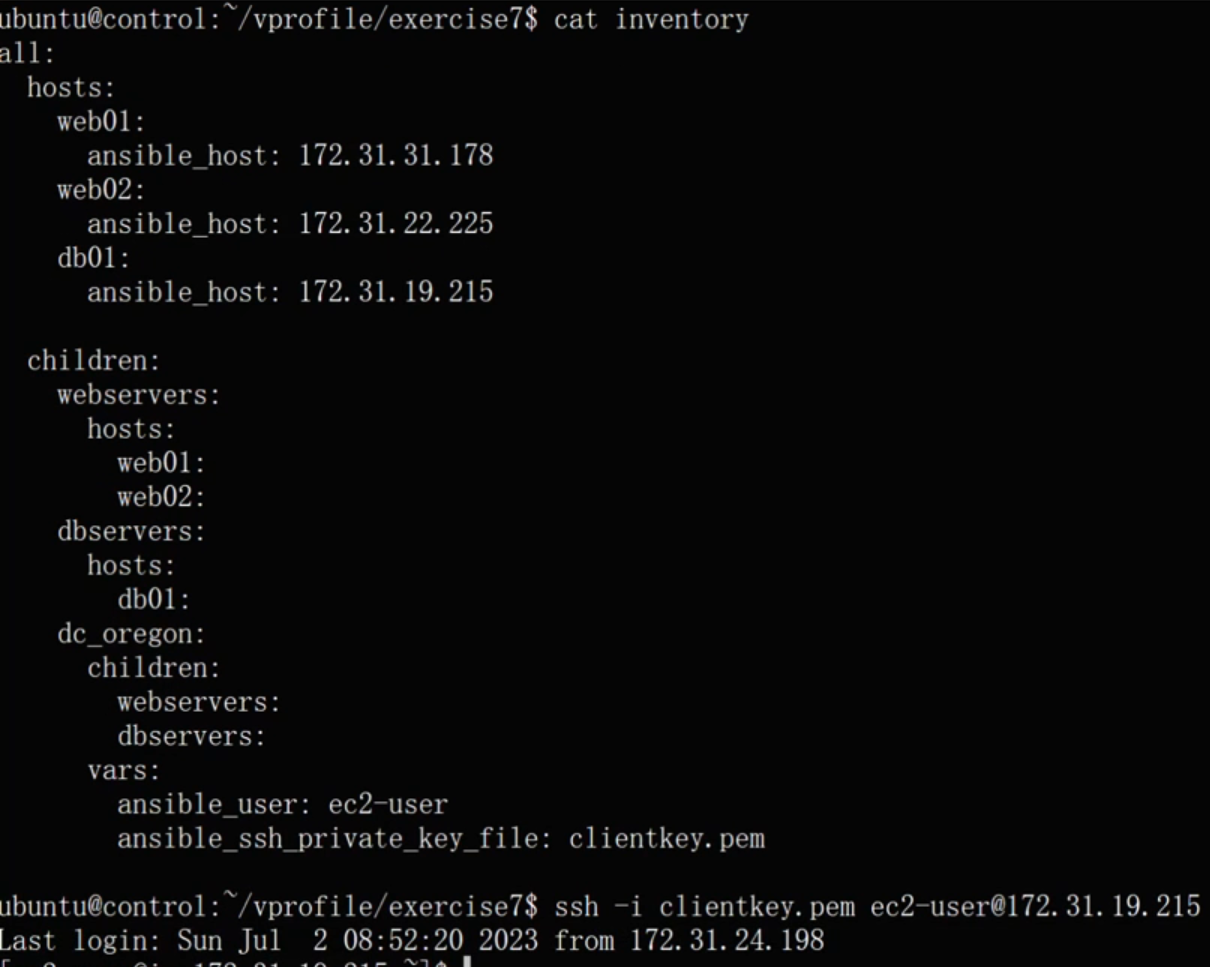 ubuntu@control:~/vprofile/exercise7$ cat inventory
all:
  hosts:
    web01:
      ansible_host: 172.31.31.178
    web02:
      ansible_host: 172.31.22.225
    db01:
      ansible_host: 172.31.19.215

  children:
    webservers:
      hosts:
        web01:
        web02:
    dbservers:
      hosts:
        db01:
    dc_oregon:
      children:
        webservers:
        dbservers:
      vars:
        ansible_user: ec2-user
        ansible_ssh_private_key_file: clientkey.pem

ubuntu@control:~/vprofile/exercise7$ ssh -i clientkey.pem ec2-user@172.31.19.215
Last login: Sun Jul  2 08:52:20 2023 from 172.31.24.198